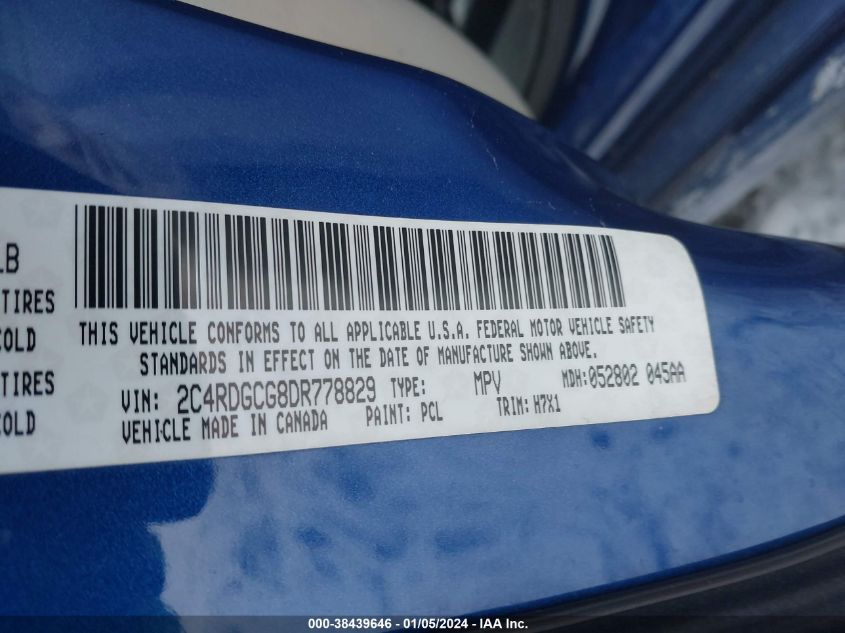 LB
TIRES
COLD
TIRES
COLD
THIS VEHICLE CONFORMS TO ALL APPLICABLE U.S.A. FEDERAL MOTOR VEHICLE SAFETY
STANDARDS IN EFFECT ON THE DATE OF MANUFACTURE SHOWN ABOVE.
VIN: 2C4RDGCG8DR778829 TYPE: MPV MDH:052802 045AA
VEHICLE MADE IN CANADA PAINT: PCL TRIM: H7X1
000-38439646 - 01/05/2024 - IAA Inc.